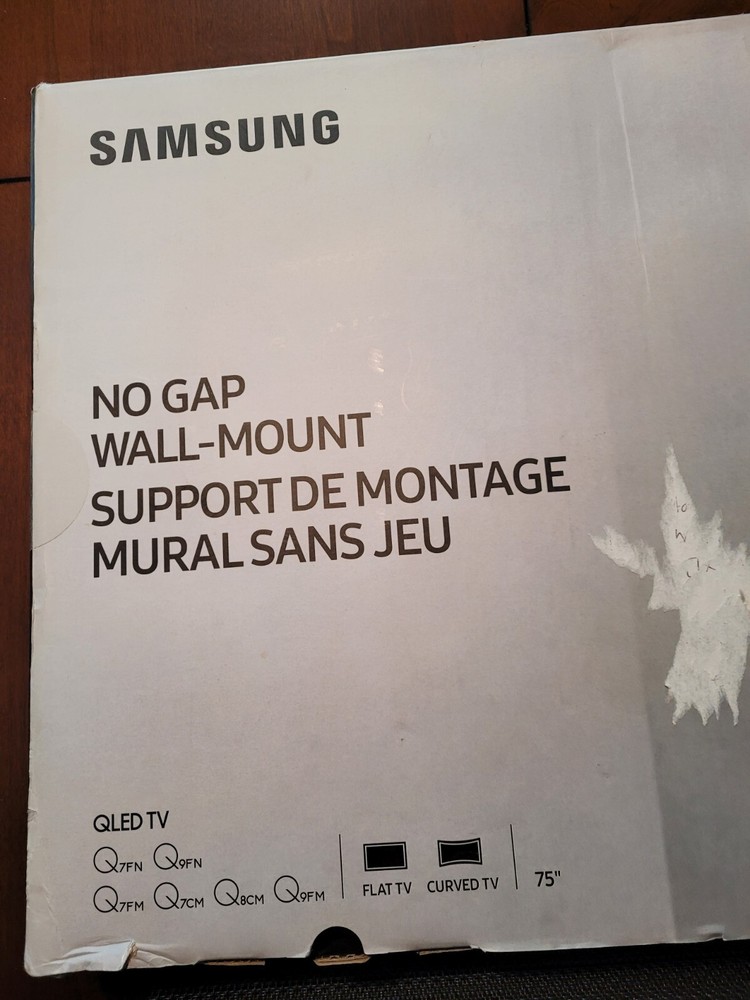 SAMSUNG
NO GAP
WALL-MOUNT
SUPPORT DE MONTAGE
MURAL SANS JEU
QLED TV
Q7FN Q9FN
Q7FM Q7CM Q8CM Q9FM
FLAT TV CURVED TV 75"